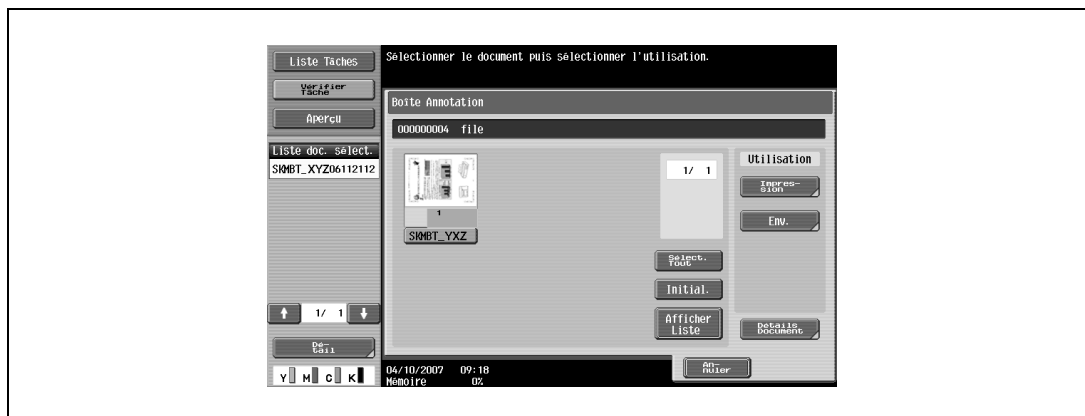 Liste Tâches
Vérifier
Tâche
Aperçu
Liste doc. sélect.
SKMBT_XYZ06112112
1/ 1
Dé-
tail
Y M C K
Sélectionner le document puis sélectionner l'utilisation.
Boîte Annotation
000000004 file
1
SKMBT_YXZ
1/ 1
Sélect.
Tout
Initial.
Afficher
Liste
Utilisation
Impres-
sion
Env.
Détails
Document
An-
nuler
04/10/2007 09:18
Mémoire 0%